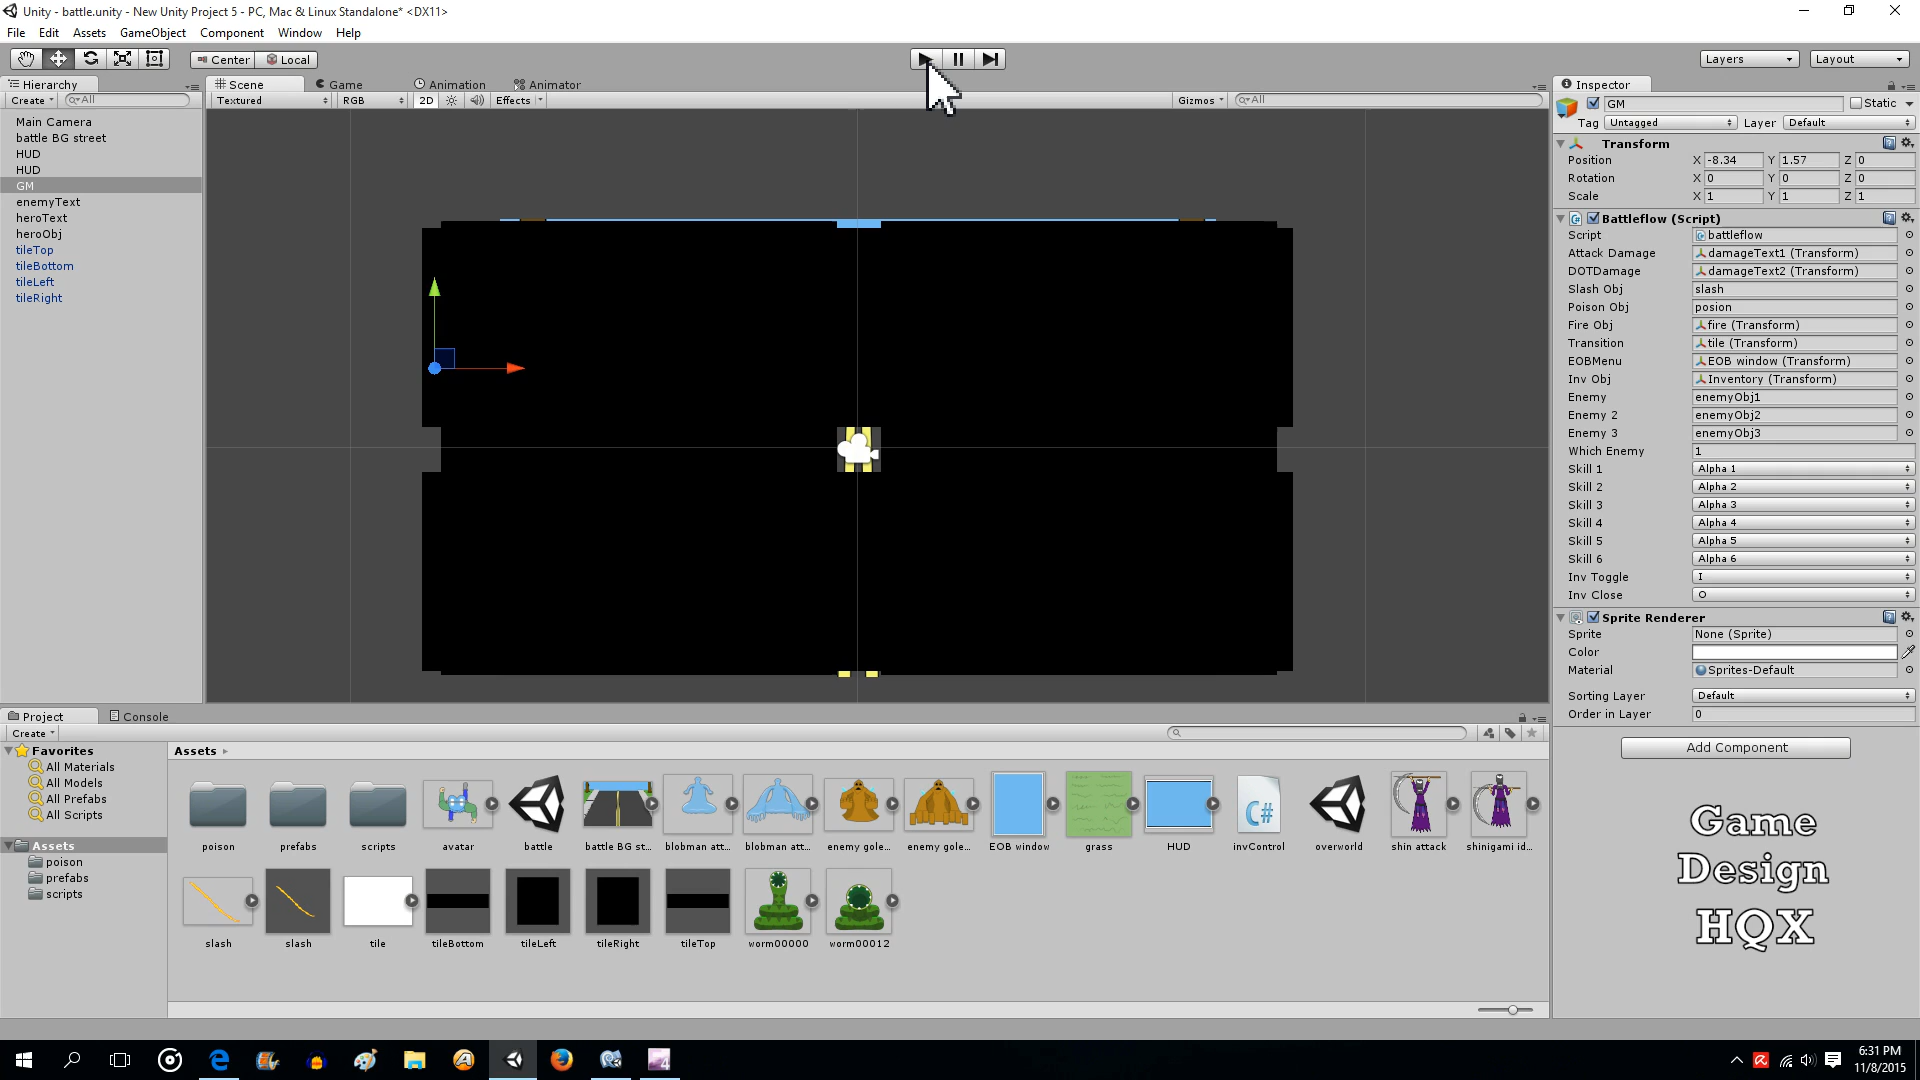 Unity - battle.unity - New Unity Project 5 - PC, Mac & Linux Standalone* <DX11>
File Edit Assets GameObject Component Window Help
Center Local Layers Layout
Hierarchy Scene Game Animation Animator Inspector
Create All Textured RGB 2D Effects Gizmos All GM Static
Tag Untagged Layer Default
Main Camera
battle BG street
HUD
HUD
GM
enemyText
heroText
heroObj
tileTop
tileBottom
tileLeft
tileRight
Transform
Position X -8.34 Y 1.57 Z 0
Rotation X 0 Y 0 Z 0
Scale X 1 Y 1 Z 1
Battleflow (Script)
Script battleflow
Attack Damage damageText1 (Transform)
DOTDamage damageText2 (Transform)
Slash Obj slash
Poison Obj posion
Fire Obj fire (Transform)
Transition tile (Transform)
EOBMenu EOB window (Transform)
Inv Obj Inventory (Transform)
Enemy enemyObj1
Enemy 2 enemyObj2
Enemy 3 enemyObj3
Which Enemy 1
Skill 1 Alpha 1
Skill 2 Alpha 2
Skill 3 Alpha 3
Skill 4 Alpha 4
Skill 5 Alpha 5
Skill 6 Alpha 6
Inv Toggle I
Inv Close O
Sprite Renderer
Sprite None (Sprite)
Color
Material Sprites-Default
Sorting Layer Default
Order in Layer 0
Add Component
Project Console
Create
Favorites
All Materials
All Models
All Prefabs
All Scripts
Assets
poison
prefabs
scripts
Assets
poison prefabs scripts avatar battle battle BG st... blobman att... blobman att... enemy gole... enemy gole... EOB window grass HUD invControl overworld shin attack shinigami id...
C#
slash slash tile tileBottom tileLeft tileRight tileTop worm00000 worm00012
Game
Design
HQX
6:31 PM
11/8/2015